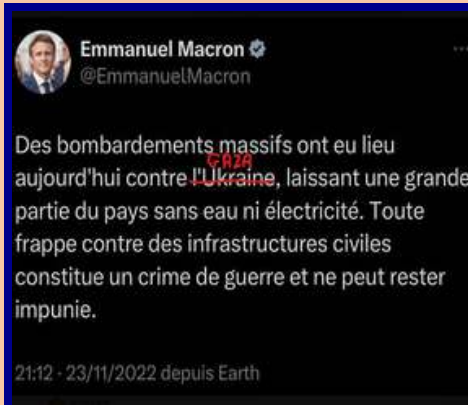 Emmanuel Macron
@EmmanuelMacron
Des bombardements massifs ont eu lieu
GAZA
aujourd'hui contre l'Ukraine, laissant une grande
partie du pays sans eau ni électricité. Toute
frappe contre des infrastructures civiles
constitue un crime de guerre et ne peut rester
impunie.
21:12 · 23/11/2022 depuis Earth